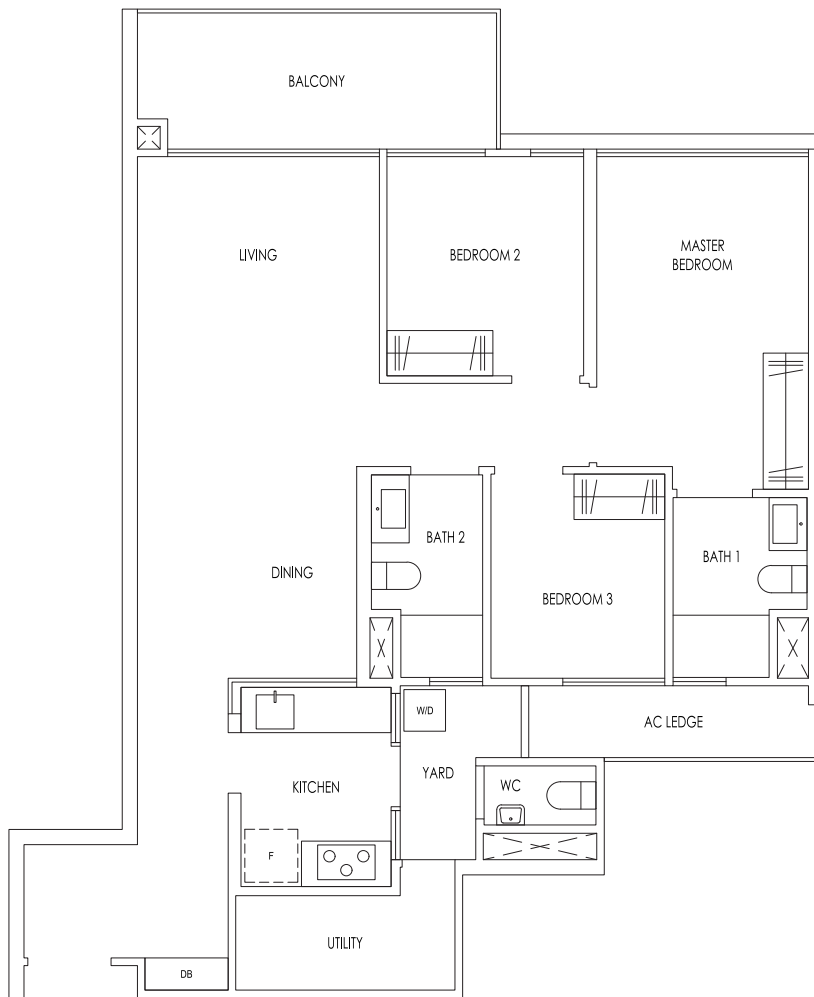 BALCONY
LIVING
BEDROOM 2
MASTER
BEDROOM
BATH 2
BATH 1
DINING
BEDROOM 3
W/D
AC LEDGE
YARD
WC
KITCHEN
F
UTILITY
DB